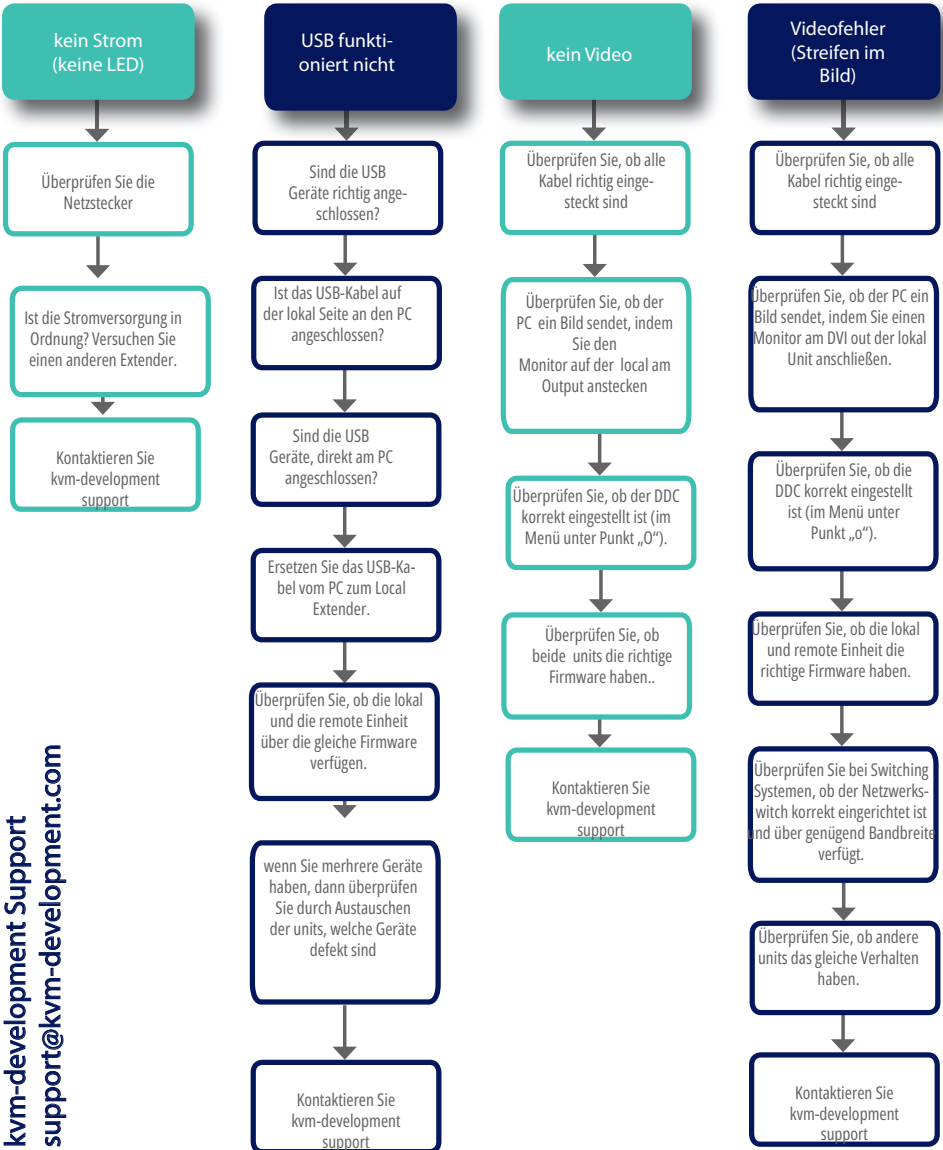 kein Strom
(keine LED)
Überprüfen Sie die
Netzstecker
Ist die Stromversorgung in
Ordnung? Versuchen Sie
einen anderen Extender.
Kontaktieren Sie
kvm-development
support
USB funkti-
oniert nicht
Sind die USB
Geräte richtig ange-
schlossen?
Ist das USB-Kabel auf
der lokal Seite an den PC
angeschlossen?
Sind die USB
Geräte, direkt am PC
angeschlossen?
Ersetzen Sie das USB-Ka-
bel vom PC zum Local
Extender.
Überprüfen Sie, ob die lokal
und die remote Einheit
über die gleiche Firmware
verfügen.
wenn Sie merhrere Geräte
haben, dann überprüfen
Sie durch Austauschen
der units, welche Geräte
defekt sind
Kontaktieren Sie
kvm-development
support
kein Video
Überprüfen Sie, ob alle
Kabel richtig einge-
steckt sind
Überprüfen Sie, ob der
PC ein Bild sendet, indem
Sie den
Monitor auf der local am
Output anstecken
Überprüfen Sie, ob der DDC
korrekt eingestellt ist (im
Menü unter Punkt „O“).
Überprüfen Sie, ob
beide units die richtige
Firmware haben..
Kontaktieren Sie
kvm-development
support
Videofehler
(Streifen im
Bild)
Überprüfen Sie, ob alle
Kabel richtig einge-
steckt sind
Überprüfen Sie, ob der PC ein
Bild sendet, indem Sie einen
Monitor am DVI out der lokal
Unit anschließen.
Überprüfen Sie, ob die
DDC korrekt eingestellt
ist (im Menü unter
Punkt „o“).
Überprüfen Sie, ob die lokal
und remote Einheit die
richtige Firmware haben.
Überprüfen Sie bei Switching
Systemen, ob der Netzwerks-
witch korrekt eingerichtet ist
und über genügend Bandbreite
verfügt.
Überprüfen Sie, ob andere
units das gleiche Verhalten
haben.
Kontaktieren Sie
kvm-development
support
kvm-development Support
support@kvm-development.com